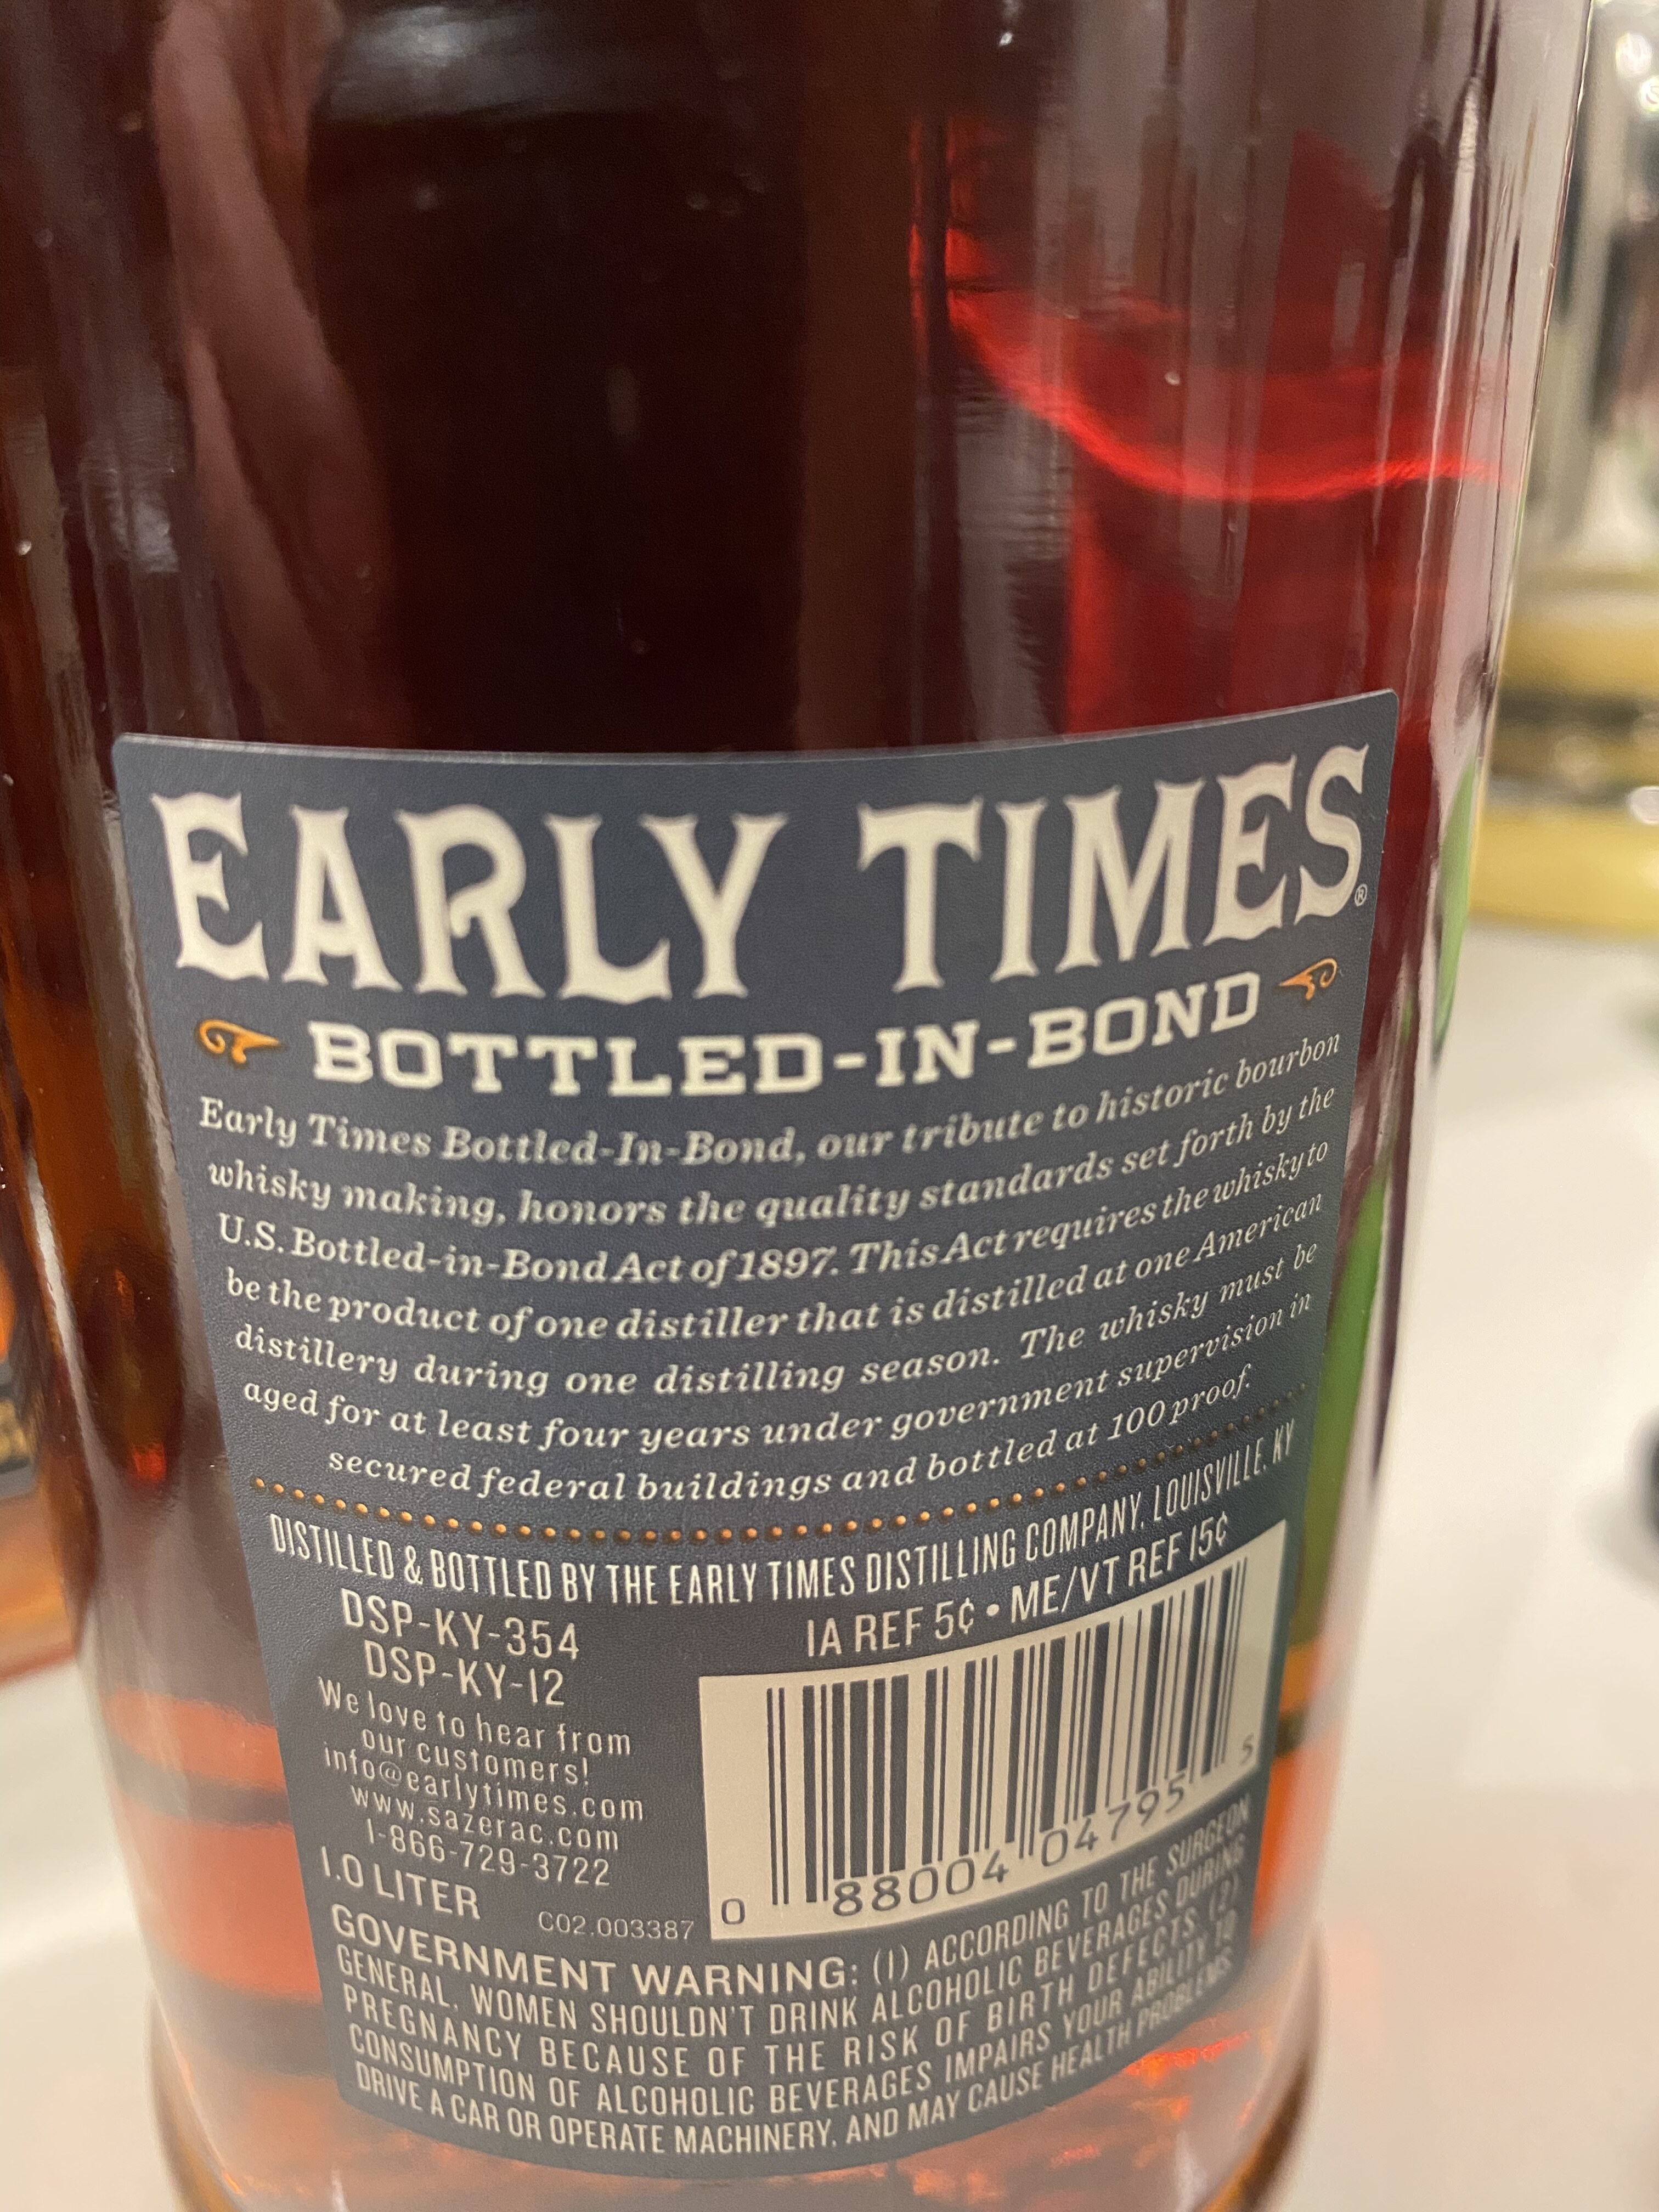 EARLY TIMES®
BOTTLED-IN-BOND
Early Times Bottled-In-Bond, our tribute to historic bourbon
whisky making, honors the quality standards set forth by the
U.S. Bottled-in-Bond Act of 1897. This Act requires the whisky to
be the product of one distiller that is distilled at one American
distillery during one distilling season. The whisky must be
aged for at least four years under government supervision in
secured federal buildings and bottled at 100 proof.
DISTILLED & BOTTLED BY THE EARLY TIMES DISTILLING COMPANY, LOUISVILLE, KY
DSP-KY-354
DSP-KY-12
IA REF 5¢ • ME/VT REF 15¢
We love to hear from
our customers!
info@earlytimes.com
www.sazerac.com
1-866-729-3722
1.0 LITER
C02.003387
0 88004 04795 5
GOVERNMENT WARNING: (1) ACCORDING TO THE SURGEON
GENERAL, WOMEN SHOULDN'T DRINK ALCOHOLIC BEVERAGES DURING
PREGNANCY BECAUSE OF THE RISK OF BIRTH DEFECTS. (2)
CONSUMPTION OF ALCOHOLIC BEVERAGES IMPAIRS YOUR ABILITY TO
DRIVE A CAR OR OPERATE MACHINERY, AND MAY CAUSE HEALTH PROBLEMS